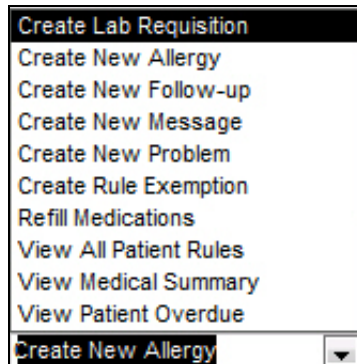 Create Lab Requisition
Create New Allergy
Create New Follow-up
Create New Message
Create New Problem
Create Rule Exemption
Refill Medications
View All Patient Rules
View Medical Summary
View Patient Overdue
Create New Allergy